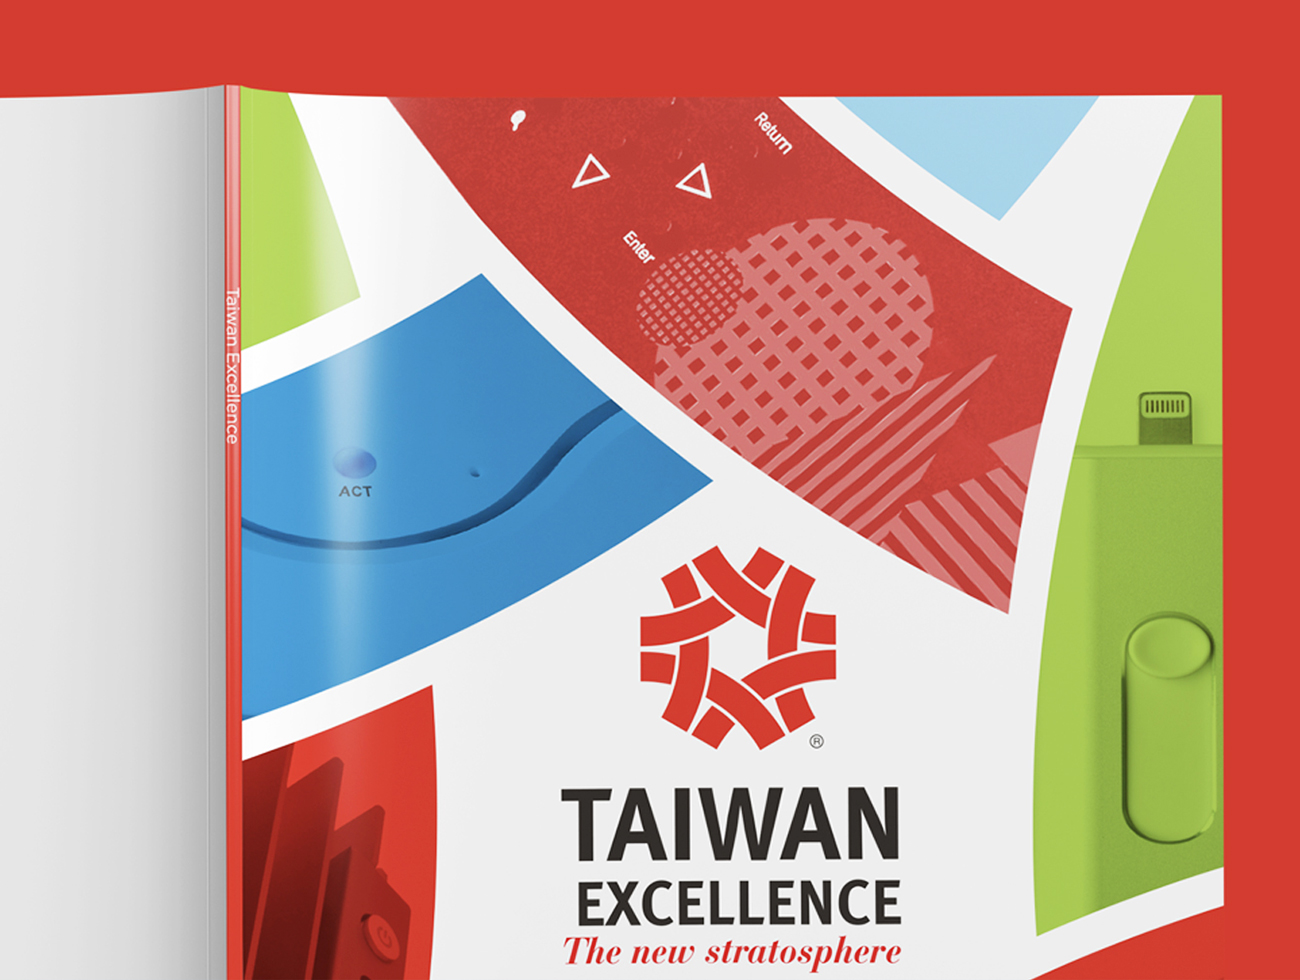 Return
Enter
Taiwan Excellence
ACT
®
TAIWAN
EXCELLENCE
The new stratosphere